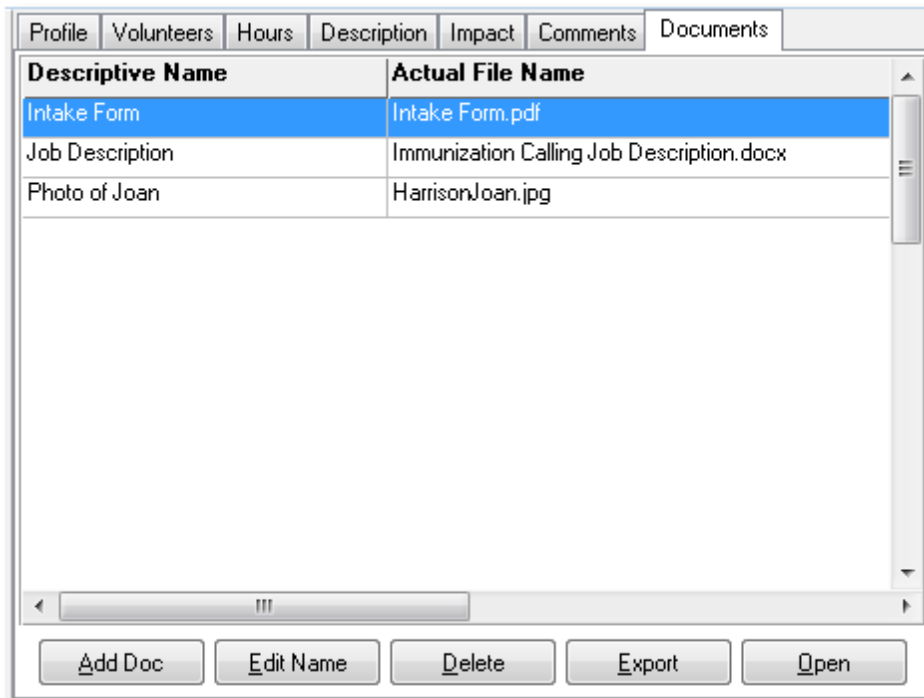 Profile Volunteers Hours Description Impact Comments Documents
Descriptive Name Actual File Name
Intake Form Intake Form.pdf
Job Description Immunization Calling Job Description.docx
Photo of Joan HarrisonJoan.jpg
Add Doc Edit Name Delete Export Open